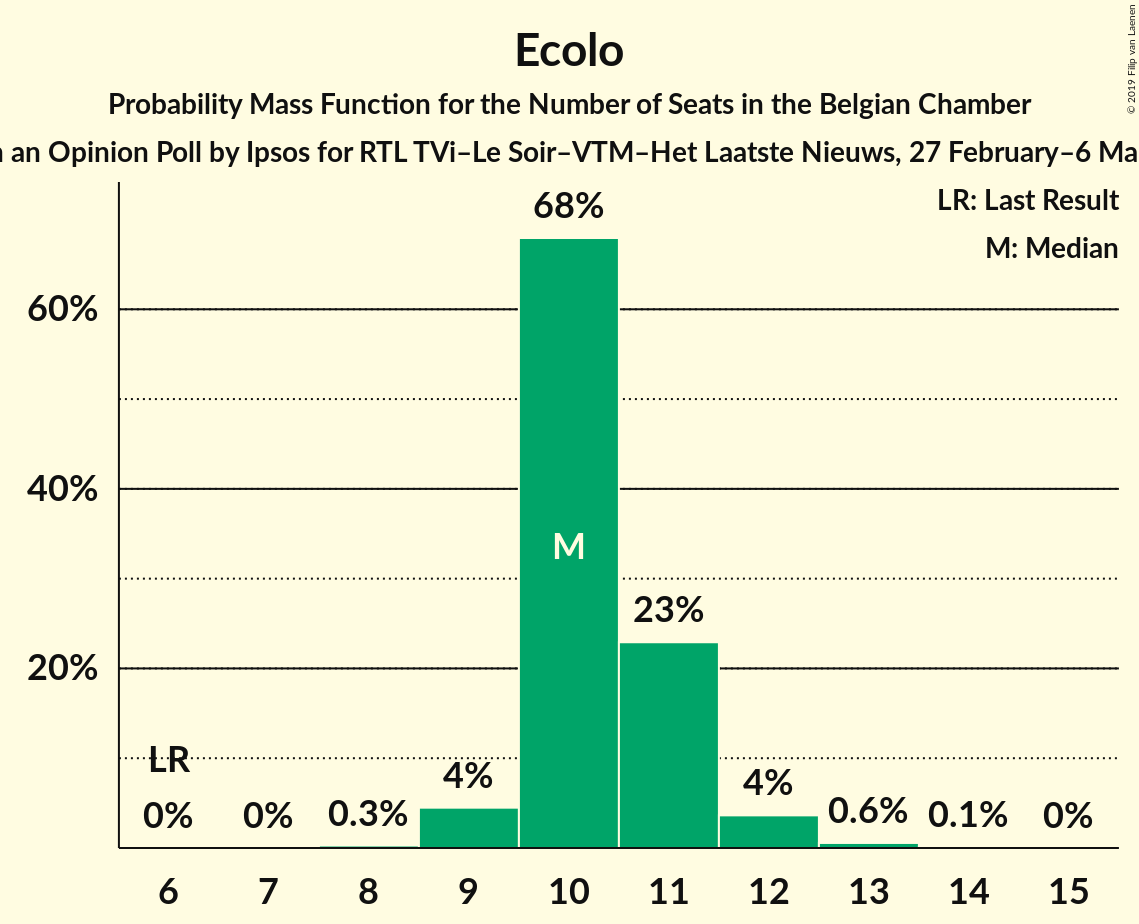 Ecolo
Probability Mass Function for the Number of Seats in the Belgian Chamber
an Opinion Poll by Ipsos for RTL TVi–Le Soir–VTM–Het Laatste Nieuws, 27 February–6 Ma
© 2019 Filip van Laenen
LR: Last Result
M: Median
68%
60%
40%
M
23%
20%
LR
4%
4%
0%
0%
0.3%
0.6%
0.1%
0%
6 7 8 9 10 11 12 13 14 15